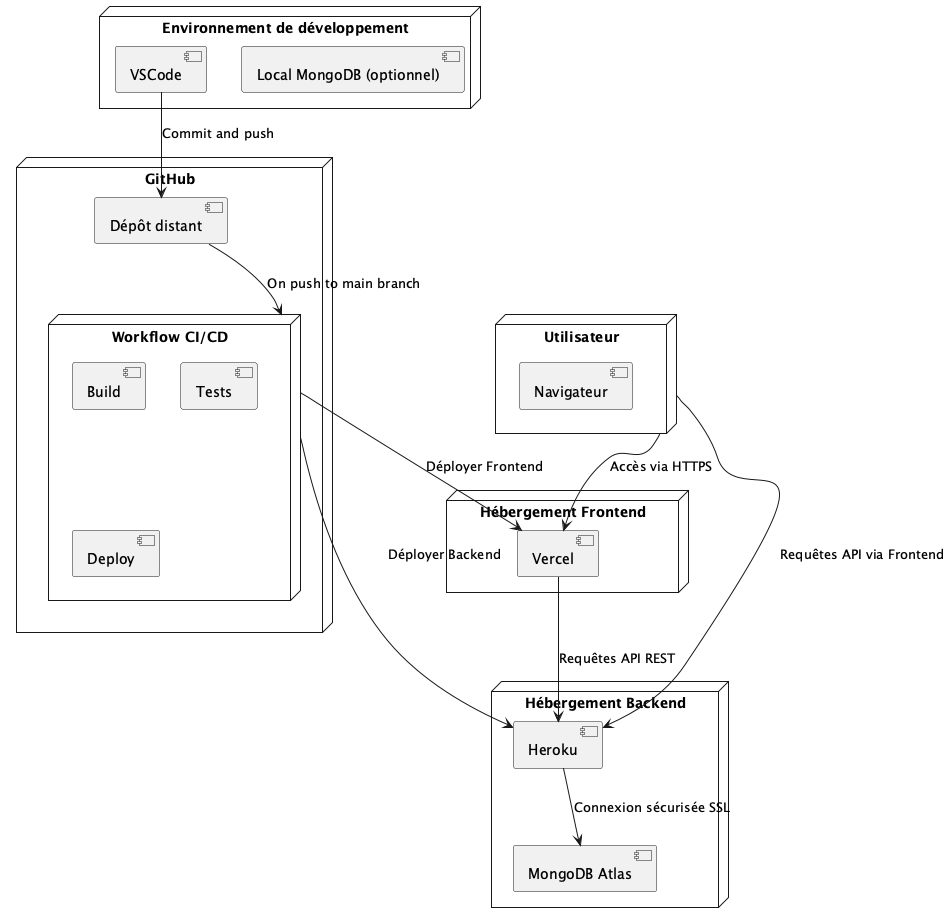 Environnement de développement
VSCode
Local MongoDB (optionnel)
Commit and push
GitHub
Dépôt distant
On push to main branch
Workflow CI/CD
Build
Tests
Deploy
Utilisateur
Navigateur
Déployer Frontend
Accès via HTTPS
Hébergement Frontend
Déployer Backend
Vercel
Requêtes API via Frontend
Requêtes API REST
Hébergement Backend
Heroku
Connexion sécurisée SSL
MongoDB Atlas